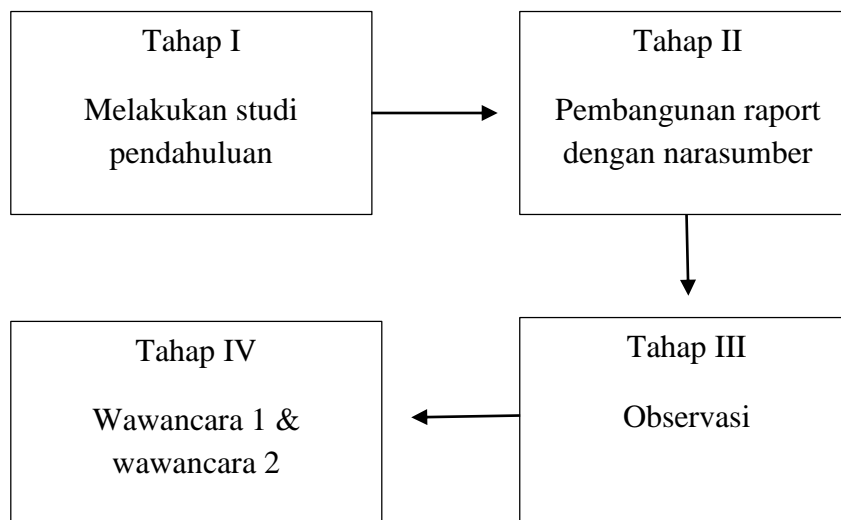 Tahap I
Melakukan studi
pendahuluan
Tahap II
Pembangunan raport
dengan narasumber
Tahap III
Observasi
Tahap IV
Wawancara 1 &
wawancara 2